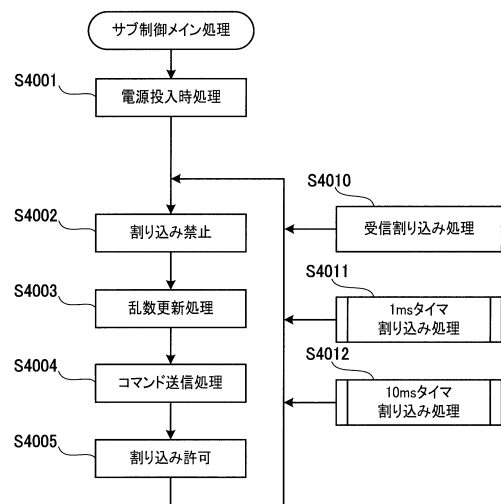 サブ制御メイン処理
S4001
電源投入時処理
S4010
受信割り込み処理
S4002
割り込み禁止
S4011
1msタイマ
割り込み処理
S4003
乱数更新処理
S4012
10msタイマ
割り込み処理
S4004
コマンド送信処理
S4005
割り込み許可